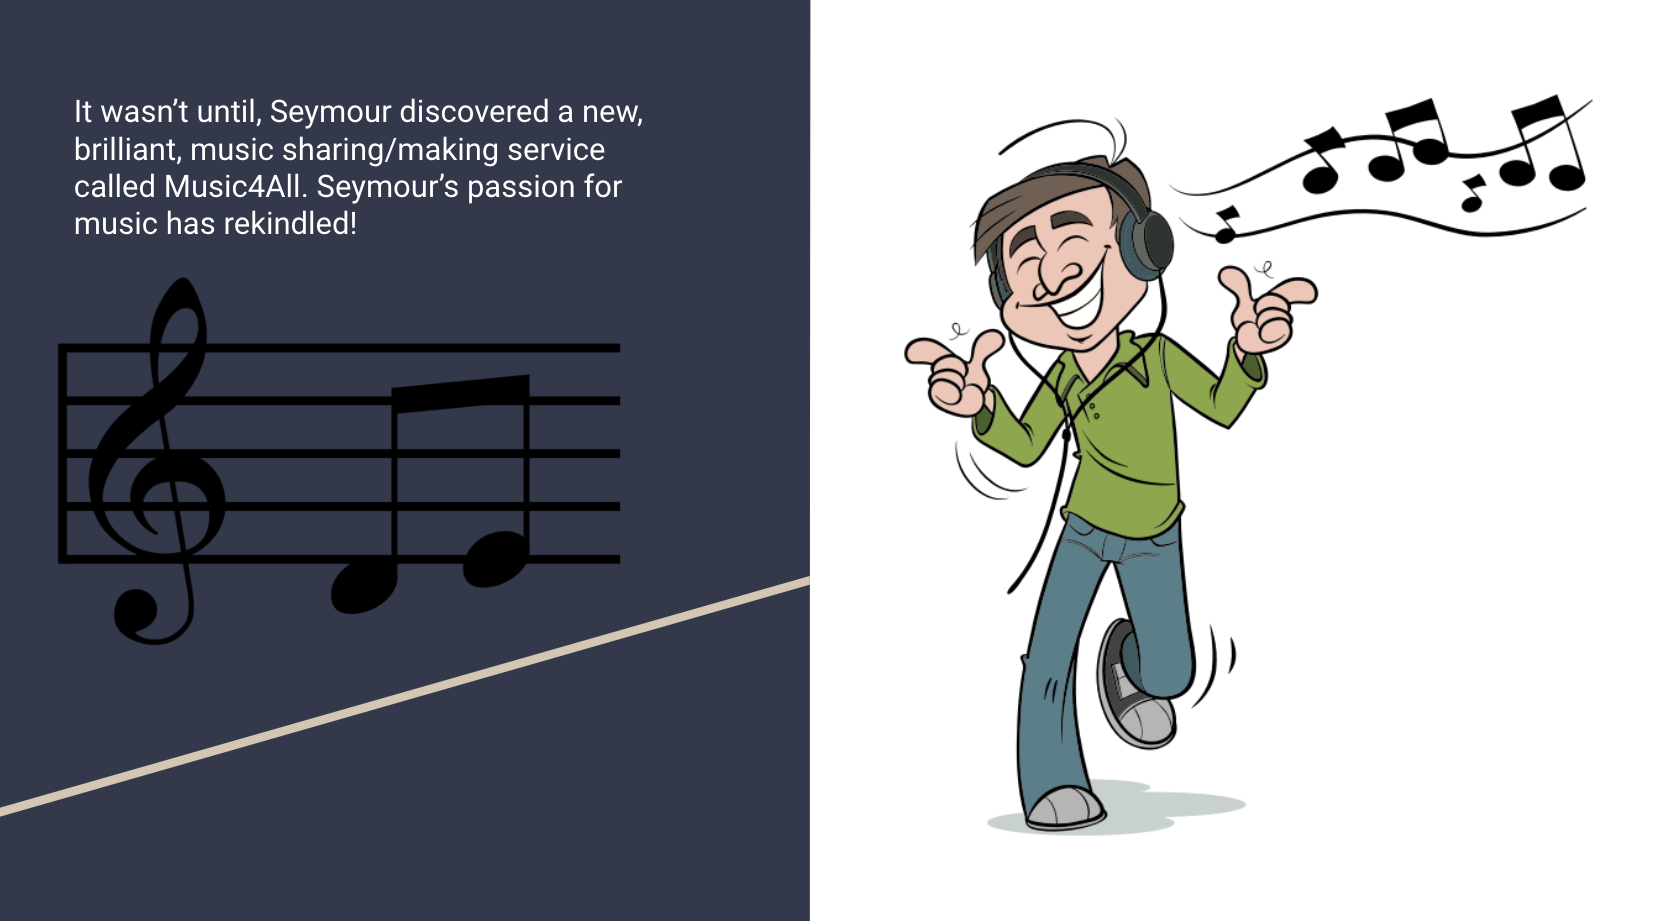 It wasn’t until, Seymour discovered a new,
brilliant, music sharing/making service
called Music4All. Seymour’s passion for
music has rekindled!